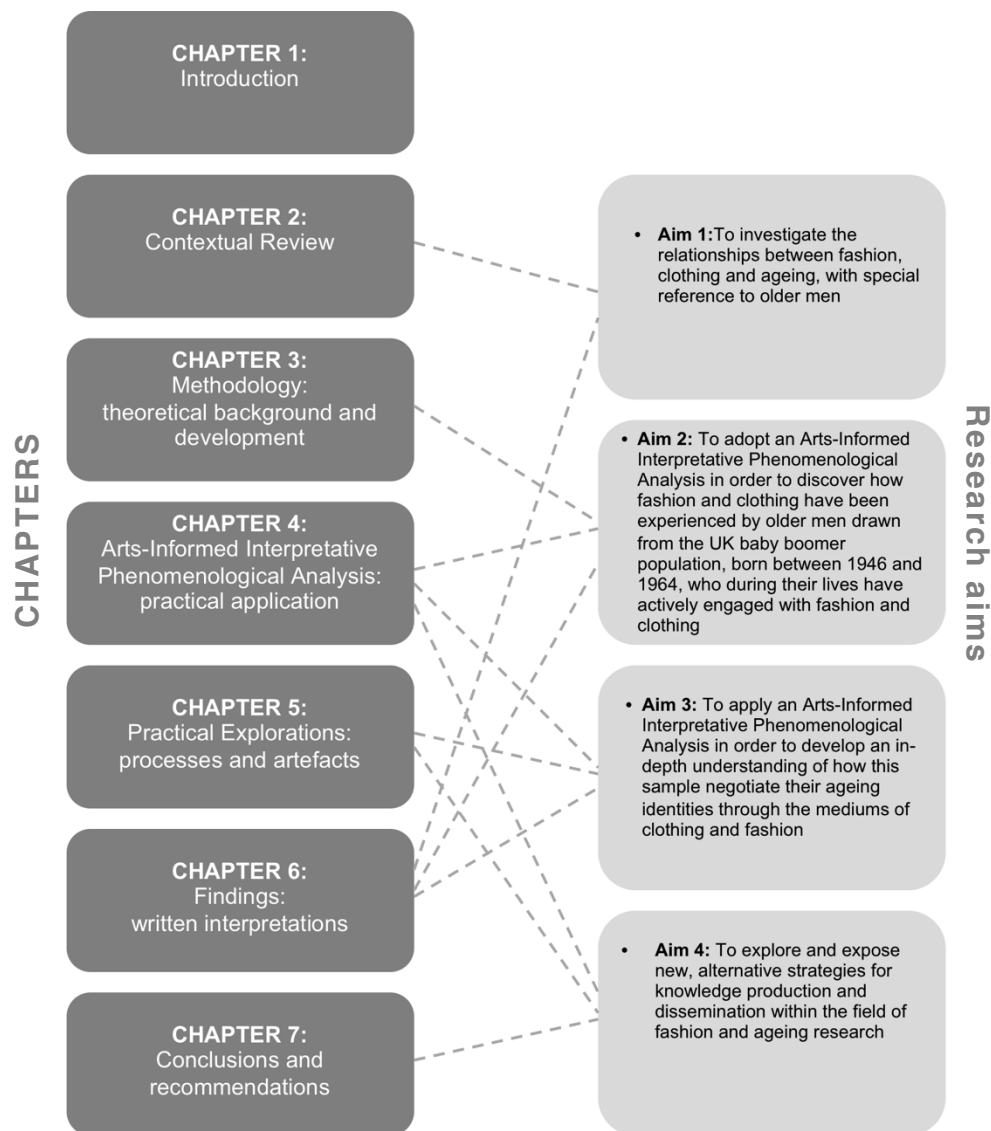 CHAPTERS
CHAPTER 1:
Introduction
CHAPTER 2:
Contextual Review
CHAPTER 3:
Methodology:
theoretical background and
development
CHAPTER 4:
Arts-Informed Interpretative
Phenomenological Analysis:
practical application
CHAPTER 5:
Practical Explorations:
processes and artefacts
CHAPTER 6:
Findings:
written interpretations
CHAPTER 7:
Conclusions and
recommendations
Research aims
• Aim 1:To investigate the
relationships between fashion,
clothing and ageing, with special
reference to older men
• Aim 2: To adopt an Arts-Informed
Interpretative Phenomenological
Analysis in order to discover how
fashion and clothing have been
experienced by older men drawn
from the UK baby boomer
population, born between 1946 and
1964, who during their lives have
actively engaged with fashion and
clothing
• Aim 3: To apply an Arts-Informed
Interpretative Phenomenological
Analysis in order to develop an in-
depth understanding of how this
sample negotiate their ageing
identities through the mediums of
clothing and fashion
• Aim 4: To explore and expose
new, alternative strategies for
knowledge production and
dissemination within the field of
fashion and ageing research